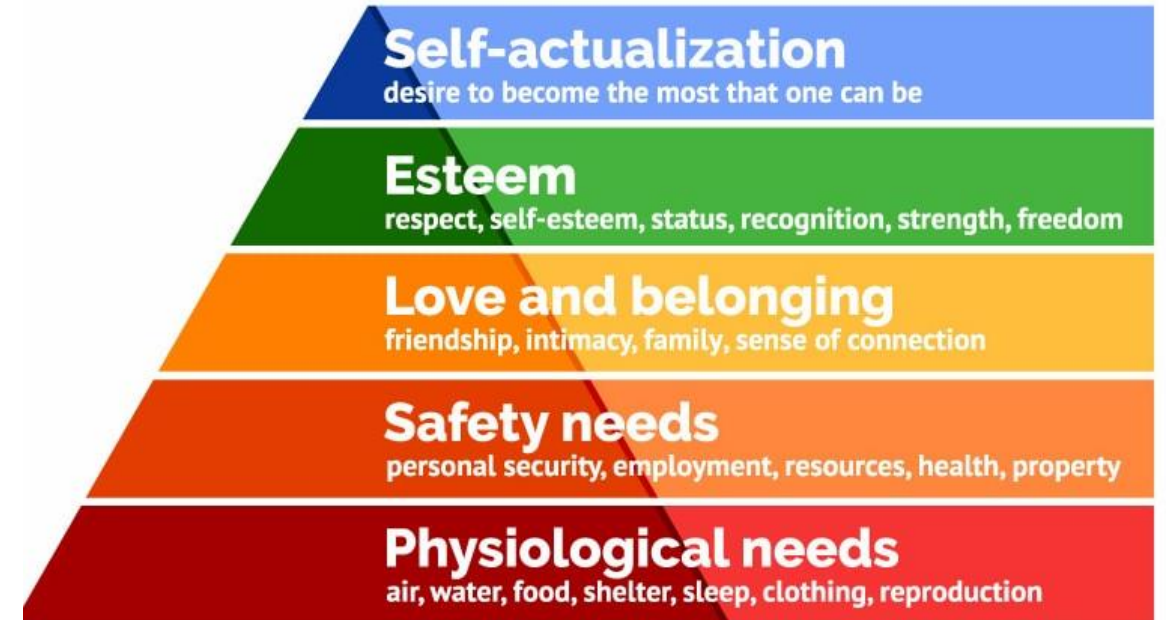 Self-actualization
desire to become the most that one can be
Esteem
respect, self-esteem, status, recognition, strength, freedom
Love and belonging
friendship, intimacy, family, sense of connection
Safety needs
personal security, employment, resources, health, property
Physiological needs
air, water, food, shelter, sleep, clothing, reproduction